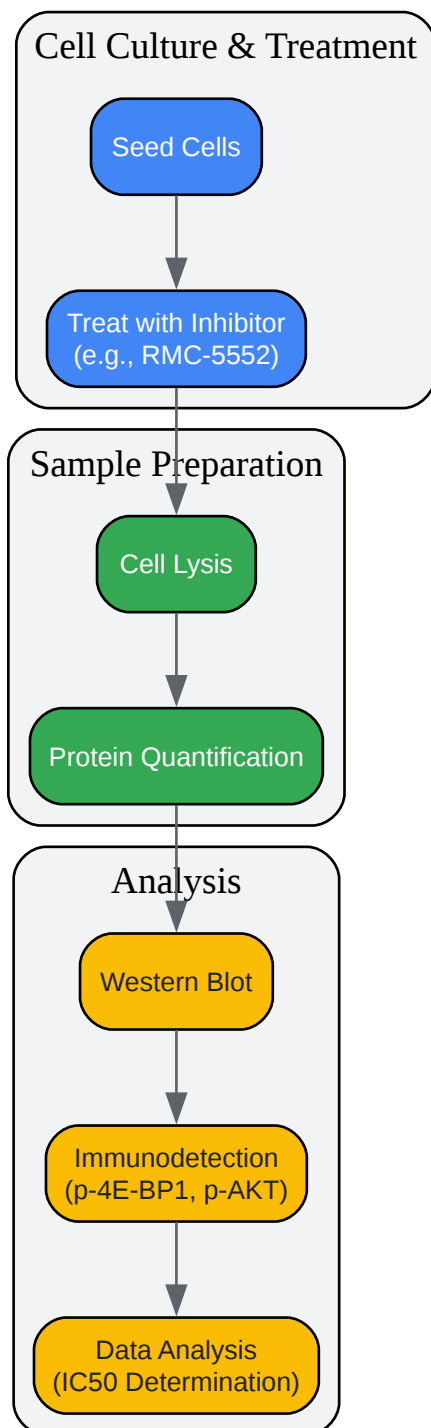 Cell Culture & Treatment
Seed Cells
Treat with Inhibitor
(e.g., RMC-5552)
Sample Preparation
Cell Lysis
Protein Quantification
Analysis
Western Blot
Immunodetection
(p-4E-BP1, p-AKT)
Data Analysis
(IC50 Determination)